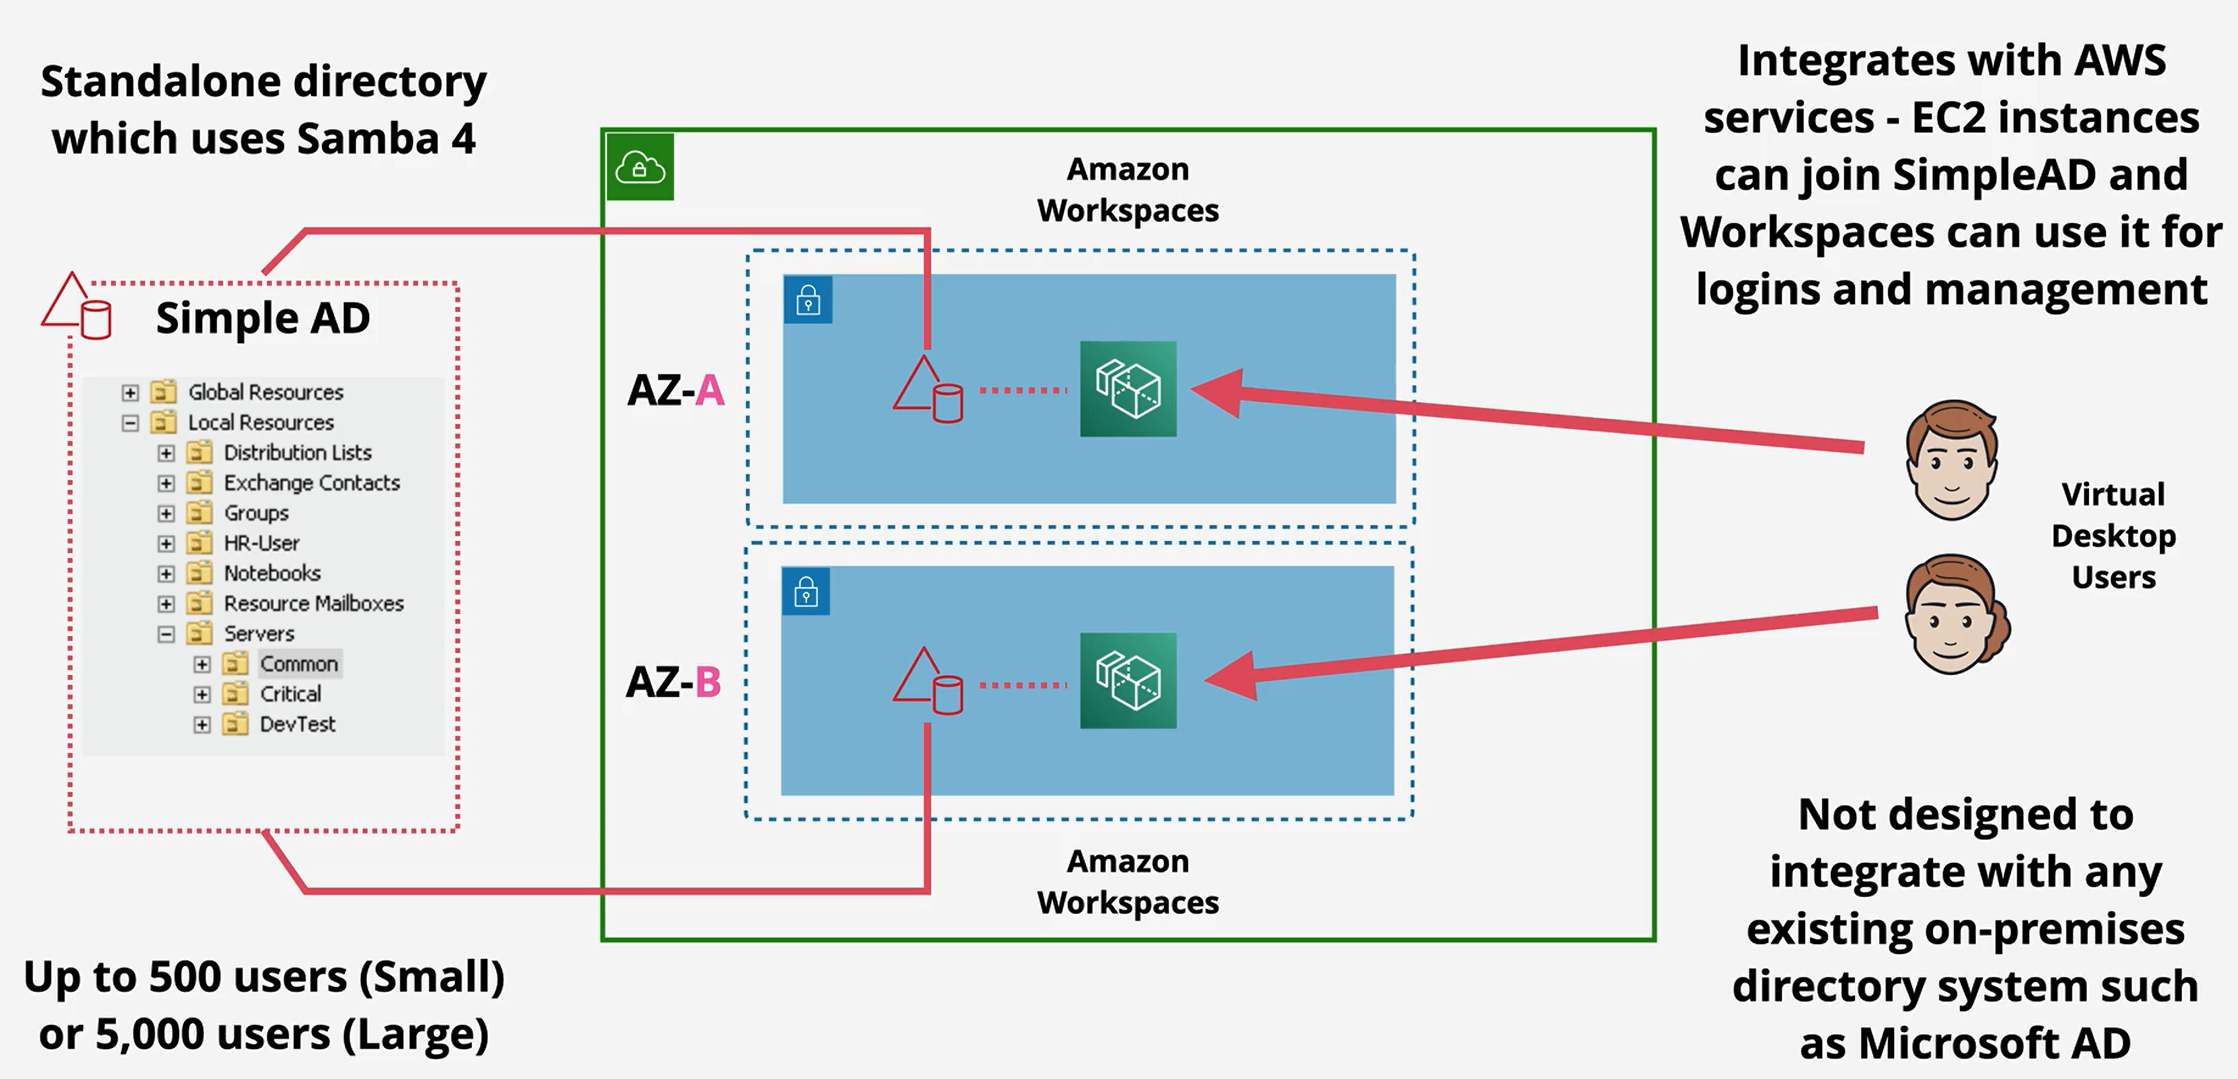 Standalone directory
which uses Samba 4
Integrates with AWS
services - EC2 instances
can join SimpleAD and
Workspaces can use it for
logins and management
Amazon
Workspaces
Simple AD
Global Resources
Local Resources
Distribution Lists
Exchange Contacts
Groups
HR-User
Notebooks
Resource Mailboxes
Servers
Common
Critical
DevTest
AZ-A
AZ-B
Virtual
Desktop
Users
Amazon
Workspaces
Up to 500 users (Small)
or 5,000 users (Large)
Not designed to
integrate with any
existing on-premises
directory system such
as Microsoft AD